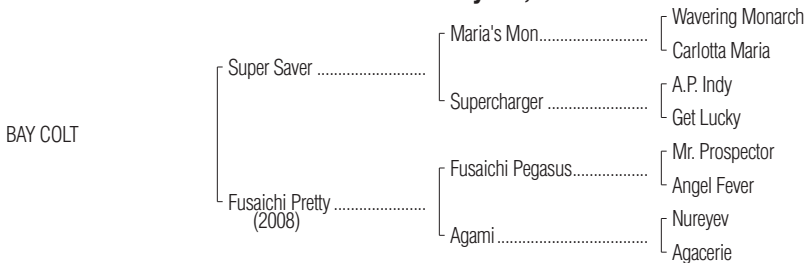 Wavering Monarch
Maria's Mon
Carlotta Maria
Super Saver
A.P. Indy
Supercharger
Get Lucky
BAY COLT
Mr. Prospector
Fusaichi Pegasus
Angel Fever
Fusaichi Pretty
(2008)
Nureyev
Agami
Agacerie